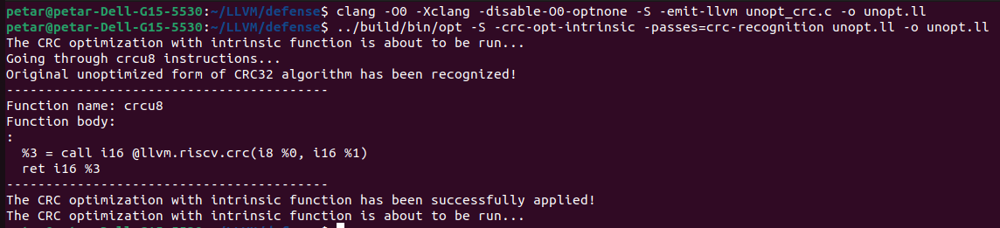 petar@petar-Dell-G15-5530:~/LLVM/defense$ clang -O0 -Xclang -disable-O0-optnone -S -emit-llvm unopt_crc.c -o unopt.ll
petar@petar-Dell-G15-5530:~/LLVM/defense$ ../build/bin/opt -S -crc-opt-intrinsic -passes=crc-recognition unopt.ll -o unopt.ll
The CRC optimization with intrinsic function is about to be run...
Going through crcu8 instructions...
Original unoptimized form of CRC32 algorithm has been recognized!
-----------------------------------------
Function name: crcu8
Function body:
:
  %3 = call i16 @llvm.riscv.crc(i8 %0, i16 %1)
  ret i16 %3
-----------------------------------------
The CRC optimization with intrinsic function has been successfully applied!
The CRC optimization with intrinsic function is about to be run...